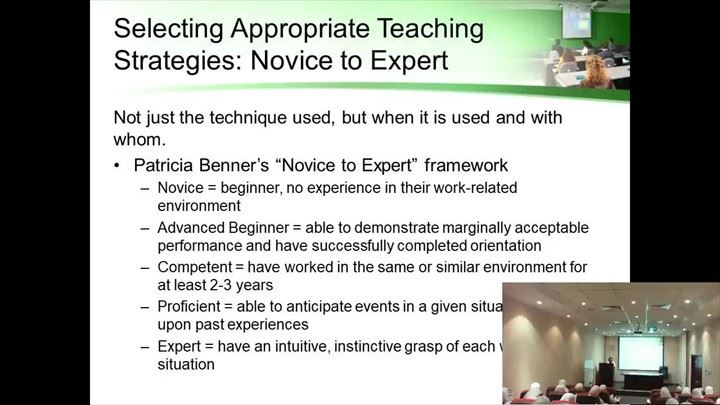 Selecting Appropriate Teaching
Strategies: Novice to Expert
Not just the technique used, but when it is used and with
whom.
• Patricia Benner’s “Novice to Expert” framework
– Novice = beginner, no experience in their work-related
environment
– Advanced Beginner = able to demonstrate marginally acceptable
performance and have successfully completed orientation
– Competent = have worked in the same or similar environment for
at least 2-3 years
– Proficient = able to anticipate events in a given
upon past experiences
– Expert = have an intuitive, instinctive grasp of each
situation